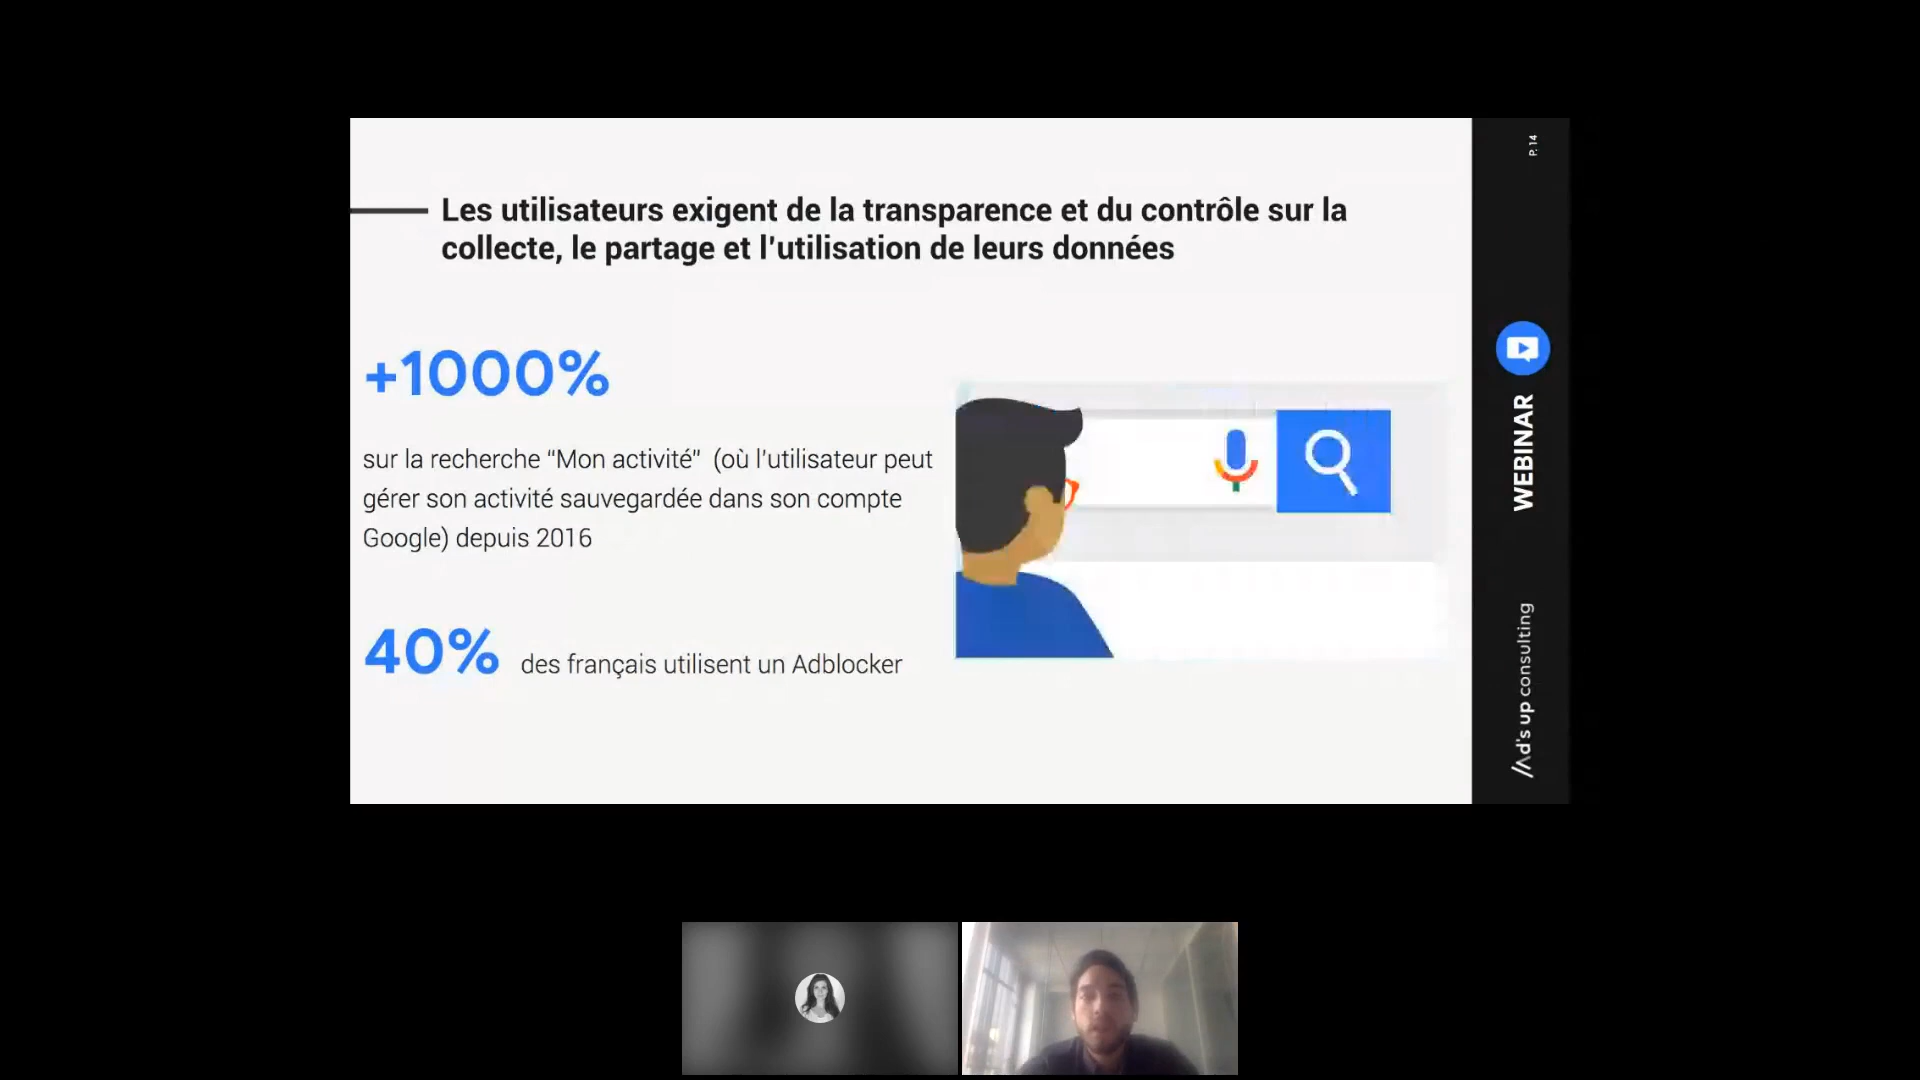 Les utilisateurs exigent de la transparence et du contrôle sur la
collecte, le partage et l'utilisation de leurs données
+1000%
sur la recherche “Mon activité” (où l'utilisateur peut
gérer son activité sauvegardée dans son compte
Google) depuis 2016
40% des français utilisent un Adblocker
P. 14
WEBINAR
//Ad's up consulting